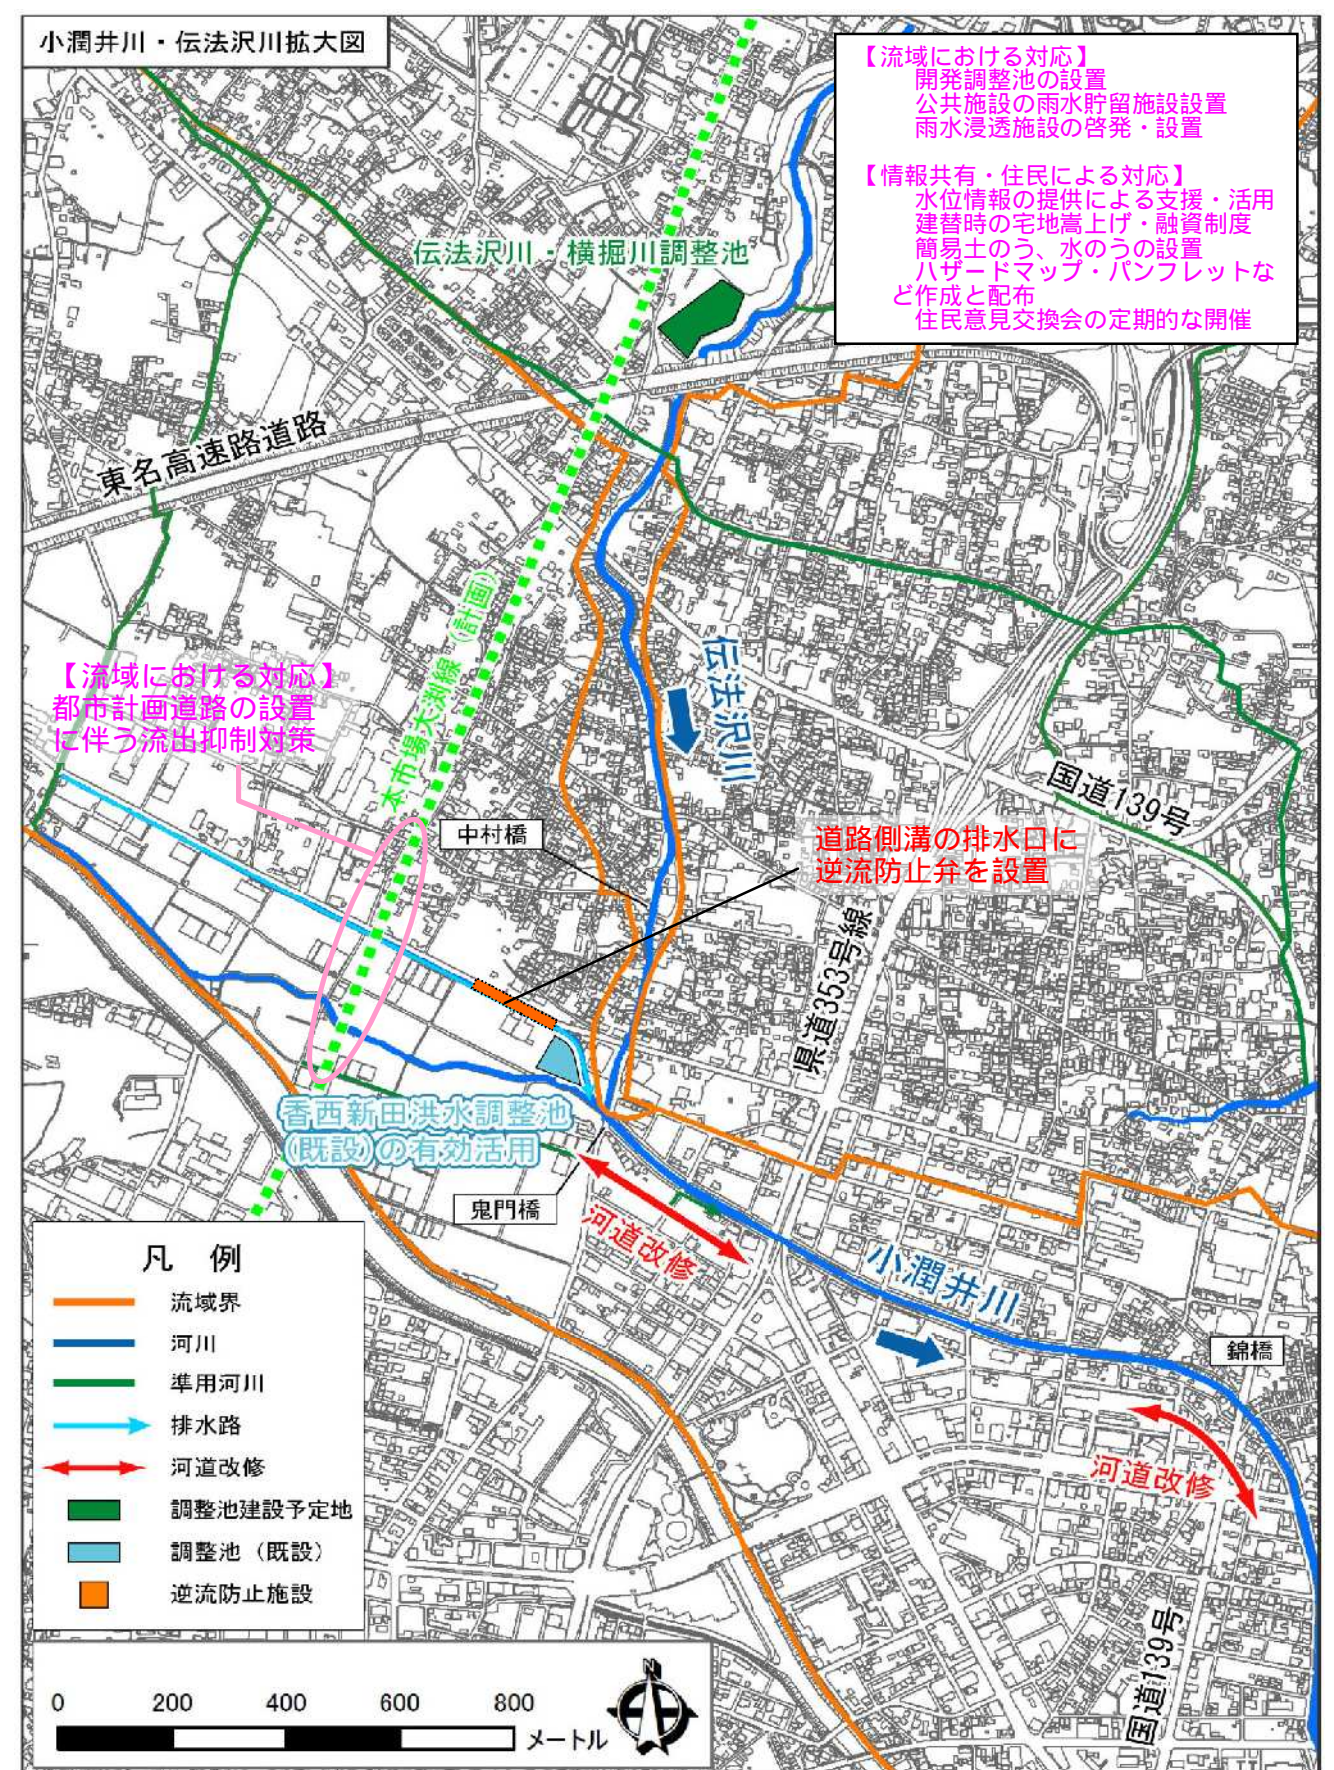 小潤井川・伝法沢川拡大図
【流域における対応】
開発調整池の設置
公共施設の雨水貯留施設設置
雨水浸透施設の啓発・設置
【情報共有・住民による対応】
水位情報の提供による支援・活用
建替時の宅地嵩上げ・融資制度
簡易土のう、水のうの設置
ハザードマップ・パンフレットな
ど作成と配布
住民意見交換会の定期的な開催
伝法沢川・横掘川調整池
東名高速路道路
本市場大渕線（計画）
【流域における対応】
都市計画道路の設置
に伴う流出抑制対策
伝法沢川
国道139号
中村橋
道路側溝の排水口に
逆流防止弁を設置
県道353号線
香西新田洪水調整池
(既設)の有効活用
鬼門橋
河道改修
小潤井川
錦橋
河道改修
国道139号
凡 例
流域界
河川
準用河川
排水路
河道改修
調整池建設予定地
調整池（既設）
逆流防止施設
0 200 400 600 800
メートル
N